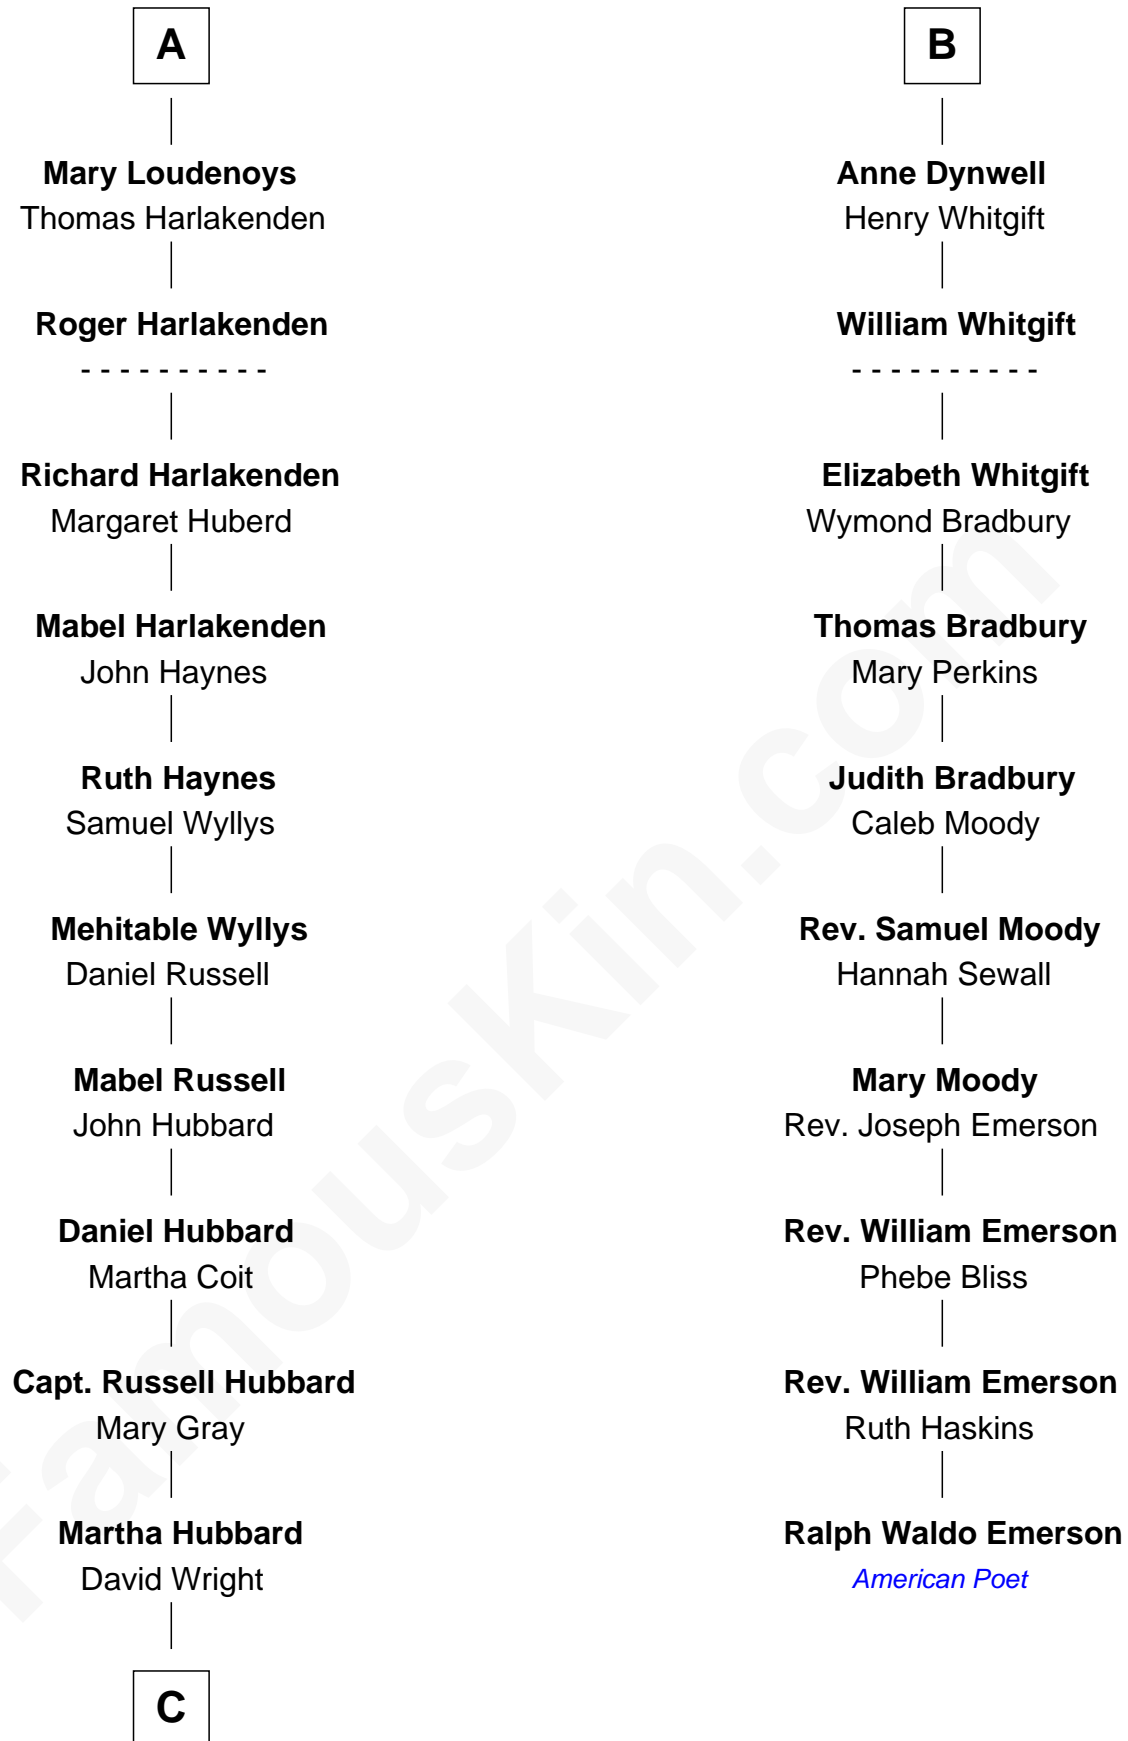 A
Mary Loudenoys
Thomas Harlakenden
Roger Harlakenden
- - - - - - - - - -
Richard Harlakenden
Margaret Huberd
Mabel Harlakenden
John Haynes
Ruth Haynes
Samuel Wyllys
Mehitable Wyllys
Daniel Russell
Mabel Russell
John Hubbard
Daniel Hubbard
Martha Coit
Capt. Russell Hubbard
Mary Gray
Martha Hubbard
David Wright
C
B
Anne Dynwell
Henry Whitgift
William Whitgift
- - - - - - - - - -
Elizabeth Whitgift
Wymond Bradbury
Thomas Bradbury
Mary Perkins
Judith Bradbury
Caleb Moody
Rev. Samuel Moody
Hannah Sewall
Mary Moody
Rev. Joseph Emerson
Rev. William Emerson
Phebe Bliss
Rev. William Emerson
Ruth Haskins
Ralph Waldo Emerson
American Poet
FamousKin.com